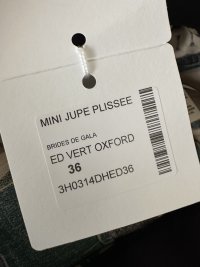 MINI JUPE PLISSEE
BRIDES DE GALA
ED VERT OXFORD
36
3H0314DHED36